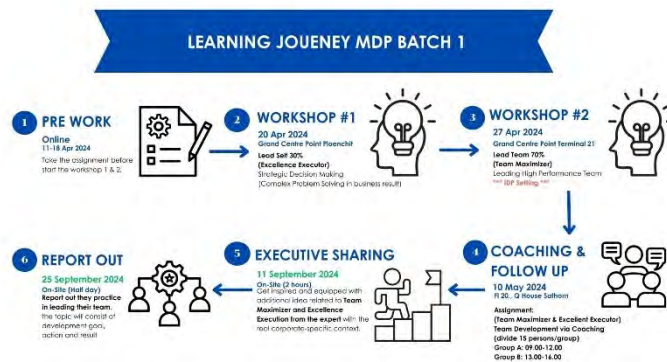 LEARNING JOUENEY MDP BATCH 1
1 PRE WORK
Online
11-18 Apr 2024
Take the assignment before
start the workshop 1 & 2.
2 WORKSHOP #1
20 Apr 2024
Grand Centre Point Ploenchit
Lead Self 30%
(Excellence Executor)
Strategic Decision Making
(Complex Problem Solving in business result)
3 WORKSHOP #2
27 Apr 2024
Grand Centre Point Terminal 21
Lead Team 70%
(Team Maximizer)
Leading High Performance Team
*** IDP Setting ***
4 COACHING &
FOLLOW UP
10 May 2024
Fl 20., Q House Sathorn
Assignment:
(Team Maximizer & Excellent Executor)
Team Development via Coaching
(divide 15 persons/group)
Group A: 09.00-12.00
Group B: 13.00-16.00
5 EXECUTIVE SHARING
11 September 2024
On-Site (2 hours)
Get inspired and equipped with
additional idea related to Team
Maximizer and Excellence
Execution from the expert with the
real corporate-specific context.
6 REPORT OUT
25 September 2024
On-Site (Half day)
Report out they practice
in leading their team,
the topic will consist of
development goal,
action and result